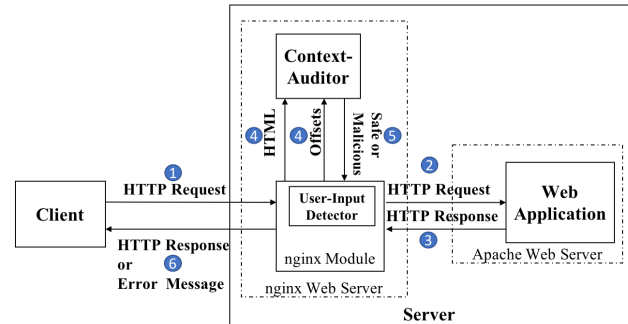 Context-
Auditor
4
HTML
4
Offsets
Safe or
Malicious
5
1
HTTP Request
Client
User-Input
Detector
2
HTTP Request
HTTP Response
3
Web
Application
HTTP Response
or
6
Error Message
nginx Module
nginx Web Server
Apache Web Server
Server